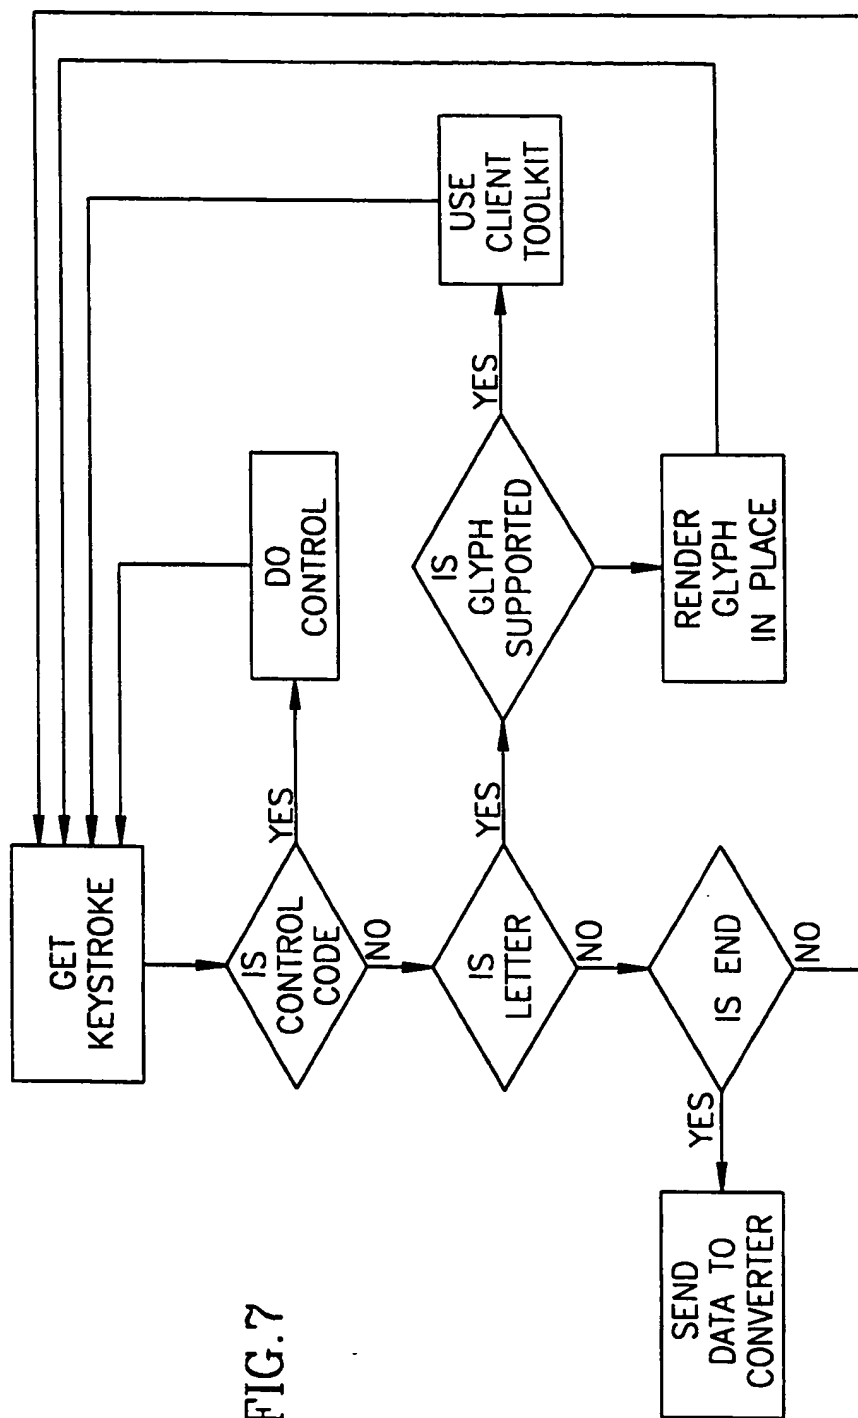 GET
KEYSTROKE
IS
CONTROL
CODE
YES
DO
CONTROL
NO
IS
LETTER
YES
IS
GLYPH
SUPPORTED
YES
USE
CLIENT
TOOLKIT
RENDER
GLYPH
IN PLACE
NO
IS END
NO
YES
SEND
DATA TO
CONVERTER
FIG.7